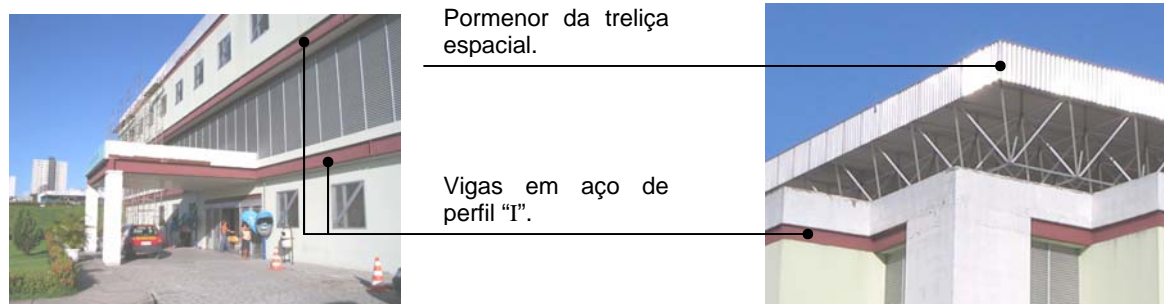 Pormenor da treliça
espacial.
Vigas em aço de
perfil “I”.